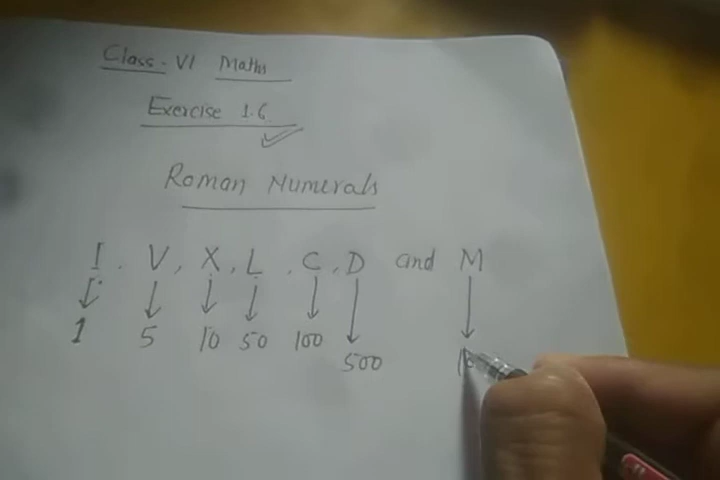 Class - VI Maths
Exercise 1.6
Roman Numerals
I, V, X, L, C, D and M
1 5 10 50 100
500